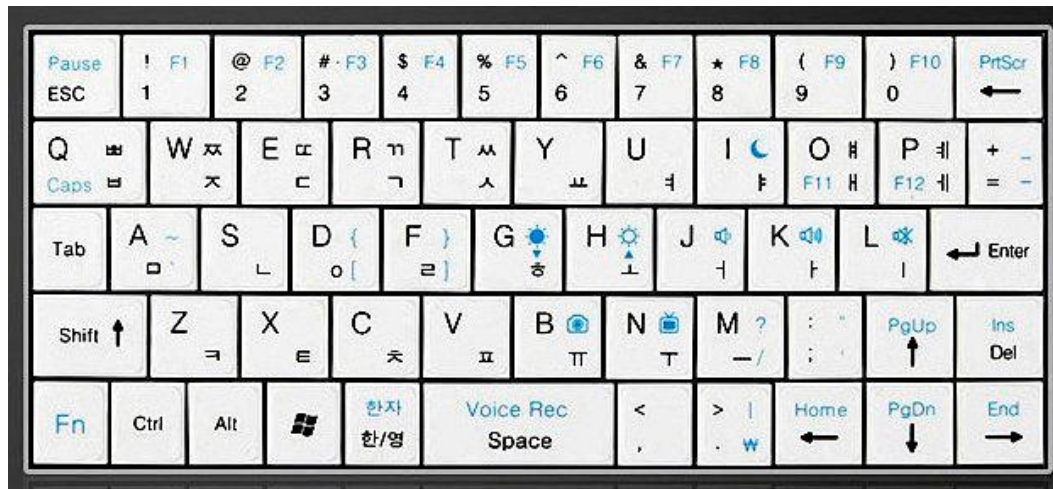 Pause ! F1 @ F2 # · F3 $ F4 % F5 ^ F6 & F7 ★ F8 ( F9 ) F10 PrtScr
ESC 1 2 3 4 5 6 7 8 9 0 ←
Q ㅃ W ㅉ E ㄸ R ㄲ T ㅆ Y U I O ㅒ P ㅖ + _
Caps ㅂ ㅈ ㄷ ㄱ ㅅ ㅛ ㅕ ㅑ F11 ㅐ F12 ㅔ = -
Tab A ~ S D { F } G H J K L Enter
ㅁ ` ㄴ ㅇ [ ㄹ ] ㅎ ㅗ ㅓ ㅏ ㅣ
Shift ↑ Z X C V B N M ? : " PgUp Ins
ㅋ ㅌ ㅊ ㅍ ㅠ ㅜ ㅡ / ; ' ↑ Del
Fn Ctrl Alt 한자 Voice Rec < > | Home PgDn End
한/영 Space , . ₩ ← ↓ →